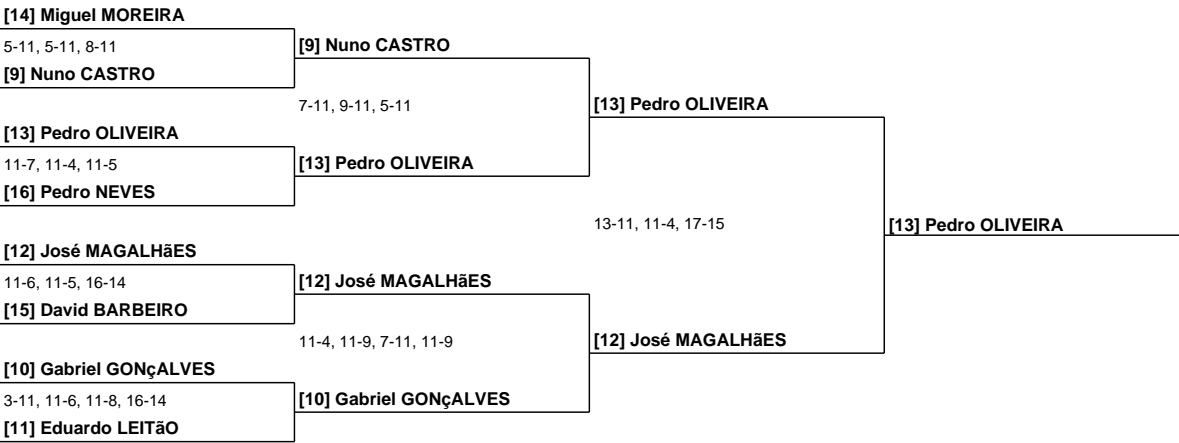 [14] Miguel MOREIRA
5-11, 5-11, 8-11
[9] Nuno CASTRO
[9] Nuno CASTRO
7-11, 9-11, 5-11
[13] Pedro OLIVEIRA
[13] Pedro OLIVEIRA
11-7, 11-4, 11-5
[13] Pedro OLIVEIRA
[16] Pedro NEVES
13-11, 11-4, 17-15
[13] Pedro OLIVEIRA
[12] José MAGALHãES
11-6, 11-5, 16-14
[12] José MAGALHãES
[15] David BARBEIRO
11-4, 11-9, 7-11, 11-9
[12] José MAGALHãES
[10] Gabriel GONçALVES
3-11, 11-6, 11-8, 16-14
[10] Gabriel GONçALVES
[11] Eduardo LEITãO